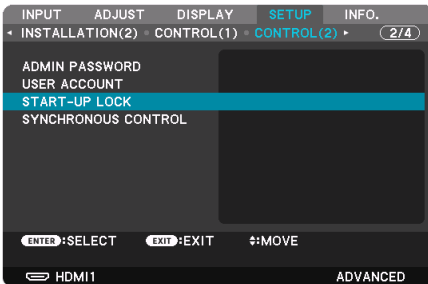 INPUT ADJUST DISPLAY SETUP INFO.
INSTALLATION(2) CONTROL(1) CONTROL(2) 2/4
ADMIN PASSWORD
USER ACCOUNT
START-UP LOCK
SYNCHRONOUS CONTROL
ENTER:SELECT EXIT:EXIT :MOVE
HDMI1 ADVANCED